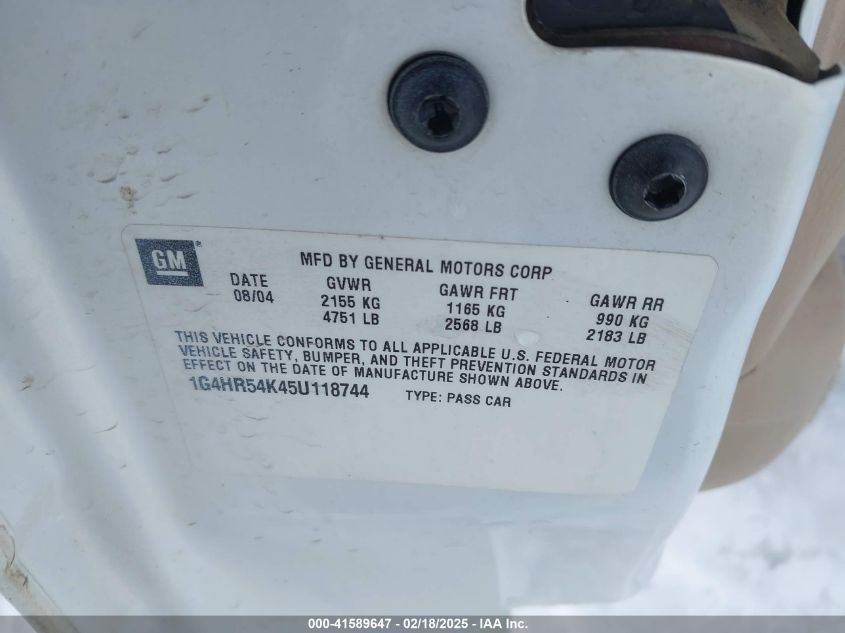 GM
MFD BY GENERAL MOTORS CORP
DATE GVWR GAWR FRT GAWR RR
08/04 2155 KG 1165 KG 990 KG
4751 LB 2568 LB 2183 LB
THIS VEHICLE CONFORMS TO ALL APPLICABLE U.S. FEDERAL MOTOR
VEHICLE SAFETY, BUMPER, AND THEFT PREVENTION STANDARDS IN
EFFECT ON THE DATE OF MANUFACTURE SHOWN ABOVE.
1G4HR54K45U118744 TYPE: PASS CAR
000-41589647 - 02/18/2025 - IAA Inc.